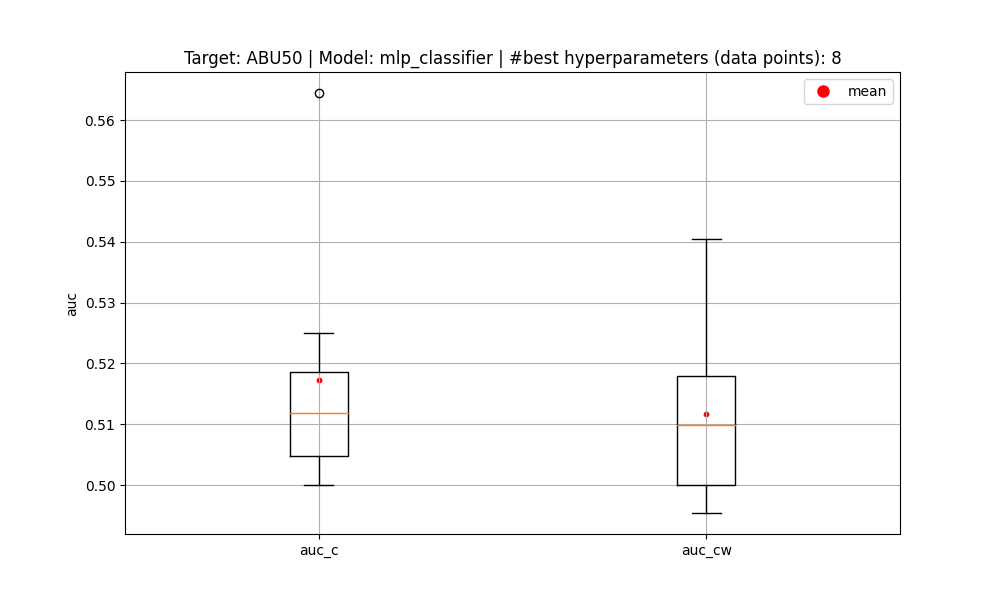 Target: ABU50 | Model: mlp_classifier | #best hyperparameters (data points): 8
mean
0.56
0.55
0.54
0.53
0.52
0.51
0.50
auc
auc_c
auc_cw